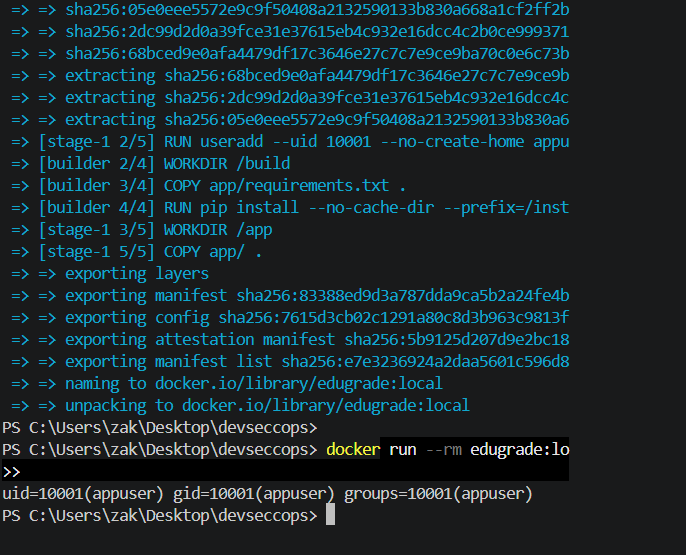 => => sha256:05e0eee5572e9c9f50408a2132590133b830a668a1cf2ff2b
=> => sha256:2dc99d2d0a39fce31e37615eb4c932e16dcc4c2b0ce999371
=> => sha256:68bced9e0afa4479df17c3646e27c7c7e9ce9ba70c0e6c73b
=> => extracting sha256:68bced9e0afa4479df17c3646e27c7c7e9ce9b
=> => extracting sha256:2dc99d2d0a39fce31e37615eb4c932e16dcc4c
=> => extracting sha256:05e0eee5572e9c9f50408a2132590133b830a6
=> [stage-1 2/5] RUN useradd --uid 10001 --no-create-home appu
=> [builder 2/4] WORKDIR /build
=> [builder 3/4] COPY app/requirements.txt .
=> [builder 4/4] RUN pip install --no-cache-dir --prefix=/inst
=> [stage-1 3/5] WORKDIR /app
=> [stage-1 5/5] COPY app/ .
=> => exporting layers
=> => exporting manifest sha256:83388ed9d3a787dda9ca5b2a24fe4b
=> => exporting config sha256:7615d3cb02c1291a80c8d3b963c9813f
=> => exporting attestation manifest sha256:5b9125d207d9e2bc18
=> => exporting manifest list sha256:e7e3236924a2daa5601c596d8
=> => naming to docker.io/library/edugrade:local
=> => unpacking to docker.io/library/edugrade:local
PS C:\Users\zak\Desktop\devseccops>
PS C:\Users\zak\Desktop\devseccops> docker run --rm edugrade:lo
>>
uid=10001(appuser) gid=10001(appuser) groups=10001(appuser)
PS C:\Users\zak\Desktop\devseccops>